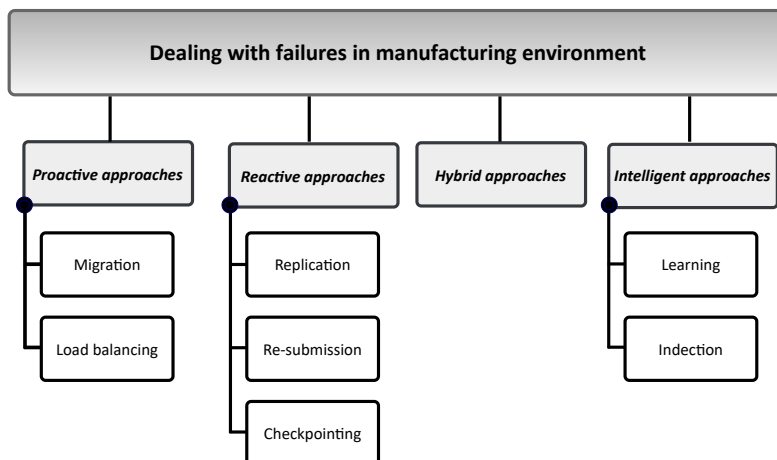 Dealing with failures in manufacturing environment
Proactive approaches
Reactive approaches
Hybrid approaches
Intelligent approaches
Migration
Replication
Learning
Load balancing
Re-submission
Indection
Checkpointing